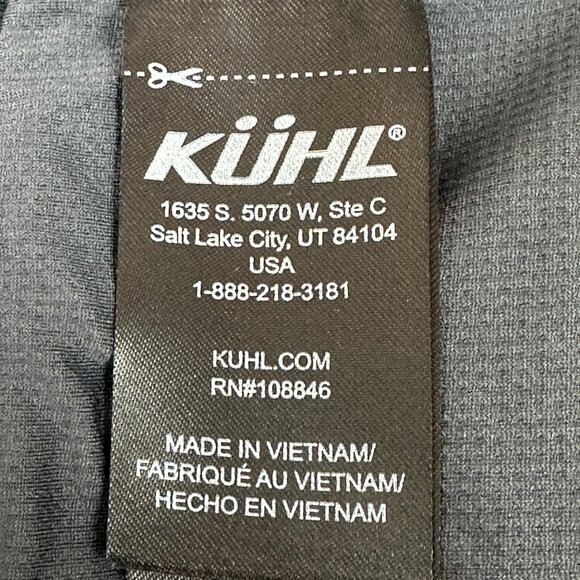 KÜHL®
1635 S. 5070 W, Ste C
Salt Lake City, UT 84104
USA
1-888-218-3181
KUHL.COM
RN#108846
MADE IN VIETNAM/
FABRIQUÉ AU VIETNAM/
HECHO EN VIETNAM